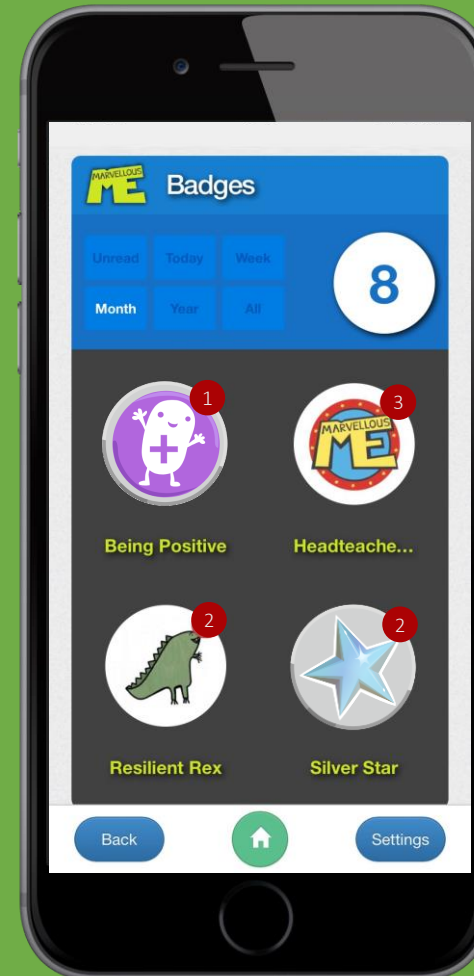 MARVELLOUS
ME
Badges
Unread Today Week
Month Year All
8
1
3
MARVELLOUS
ME
Being Positive
Headteache...
2
2
Resilient Rex
Silver Star
Back
Settings